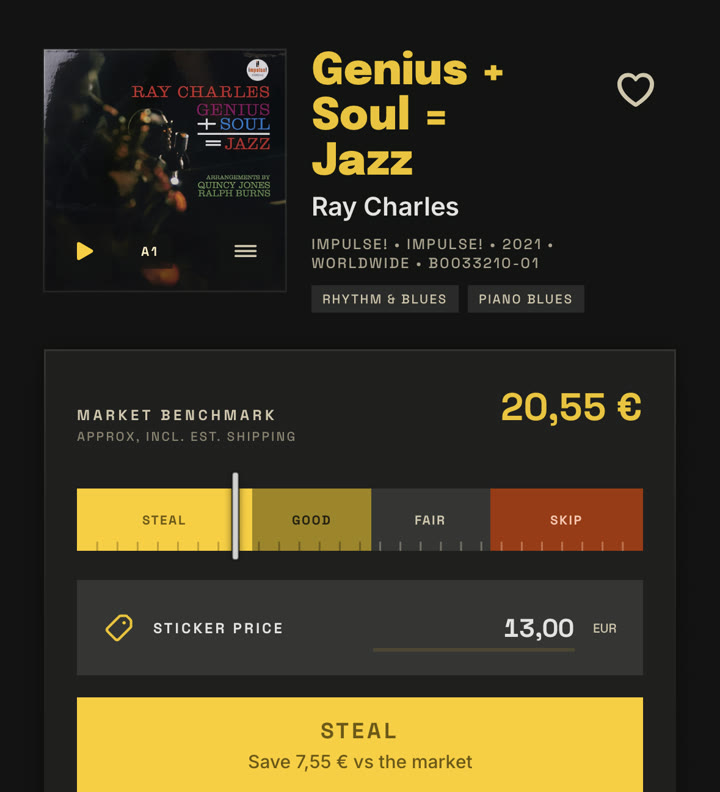 impulse!
RAY CHARLES
GENIUS
+ SOUL
= JAZZ
ARRANGEMENTS BY
QUINCY JONES
RALPH BURNS
A1
Genius +
Soul =
Jazz
Ray Charles
IMPULSE! • IMPULSE! • 2021 •
WORLDWIDE • B0033210-01
RHYTHM & BLUES
PIANO BLUES
MARKET BENCHMARK
20,55 €
APPROX, INCL. EST. SHIPPING
STEAL
GOOD
FAIR
SKIP
STICKER PRICE
13,00 EUR
STEAL
Save 7,55 € vs the market